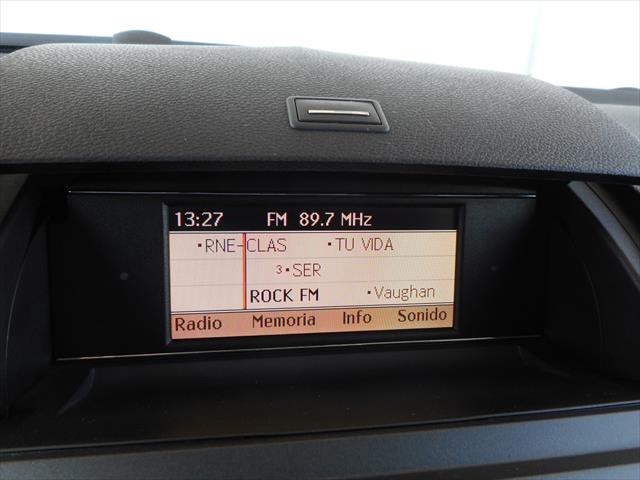 13:27 FM 89.7 MHz
·RNE-CLAS ·TU VIDA
3·SER
ROCK FM ·Vaughan
Radio Memoria Info Sonido